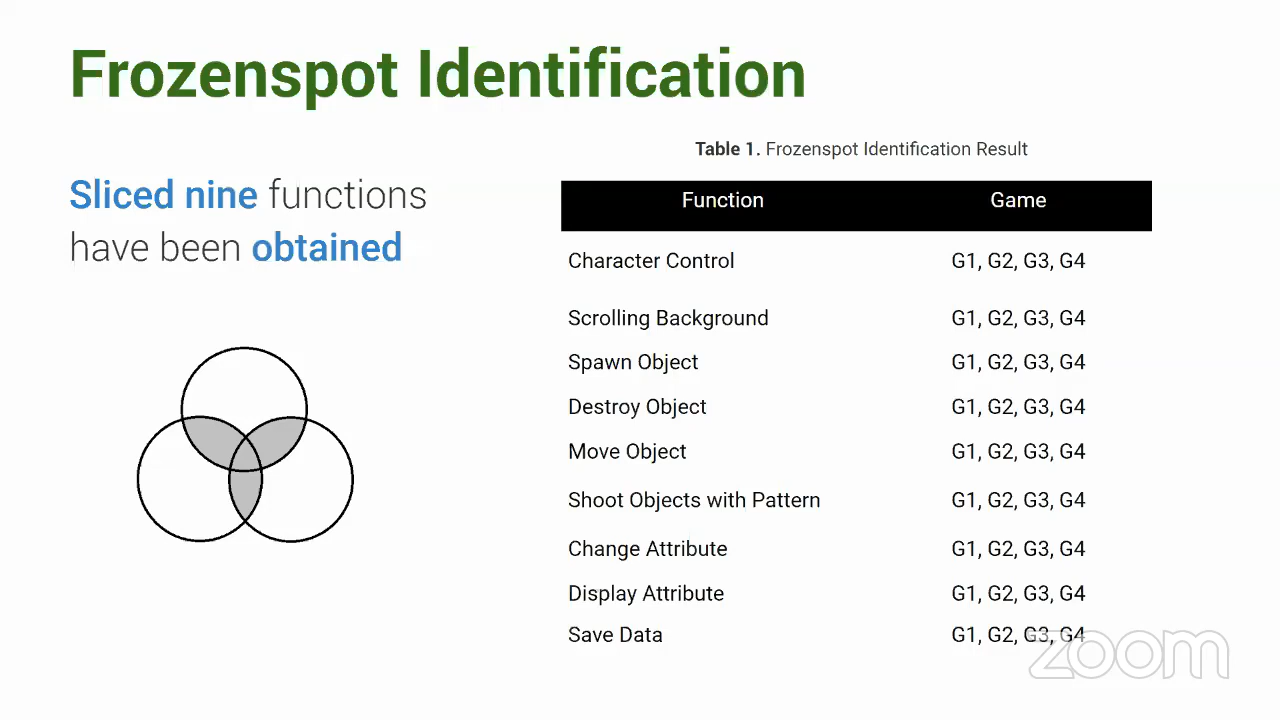 Frozenspot Identification
Sliced nine functions
have been obtained
Table 1. Frozenspot Identification Result
Function Game
Character Control G1, G2, G3, G4
Scrolling Background G1, G2, G3, G4
Spawn Object G1, G2, G3, G4
Destroy Object G1, G2, G3, G4
Move Object G1, G2, G3, G4
Shoot Objects with Pattern G1, G2, G3, G4
Change Attribute G1, G2, G3, G4
Display Attribute G1, G2, G3, G4
Save Data G1, G2, G3, G4
zoom